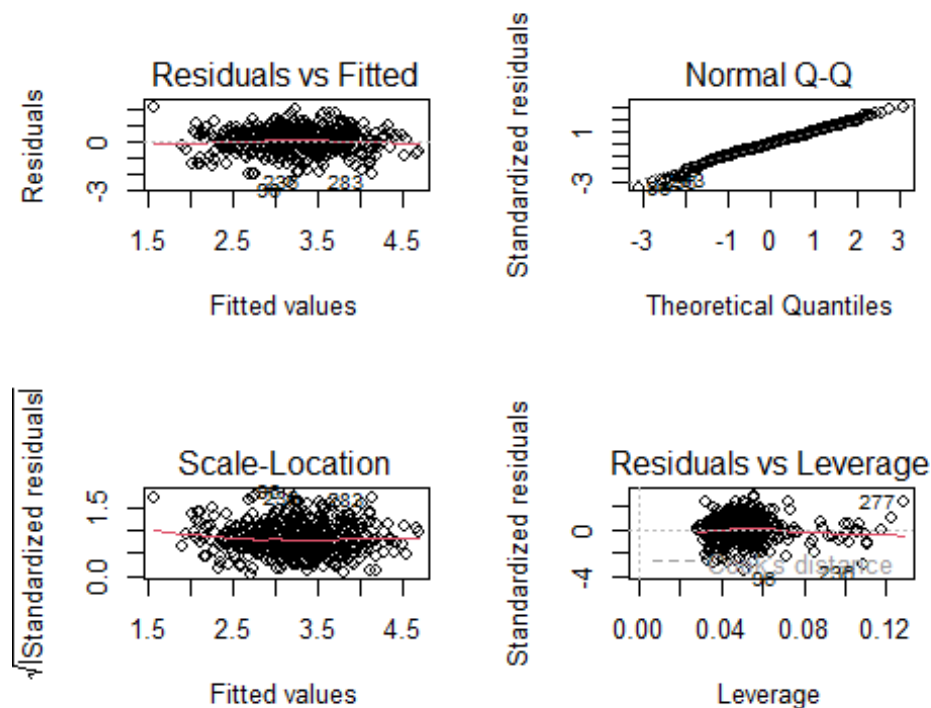 Residuals vs Fitted
Residuals
0
-3
283
1.5 2.5 3.5 4.5
Fitted values
Normal Q-Q
Standardized residuals
1
-3
-3 -1 0 1 2 3
Theoretical Quantiles
Scale-Location
√|Standardized residuals|
1.5
0.0
283
1.5 2.5 3.5 4.5
Fitted values
Residuals vs Leverage
Standardized residuals
0
-4
277
Cook's distance
0.00 0.04 0.08 0.12
Leverage